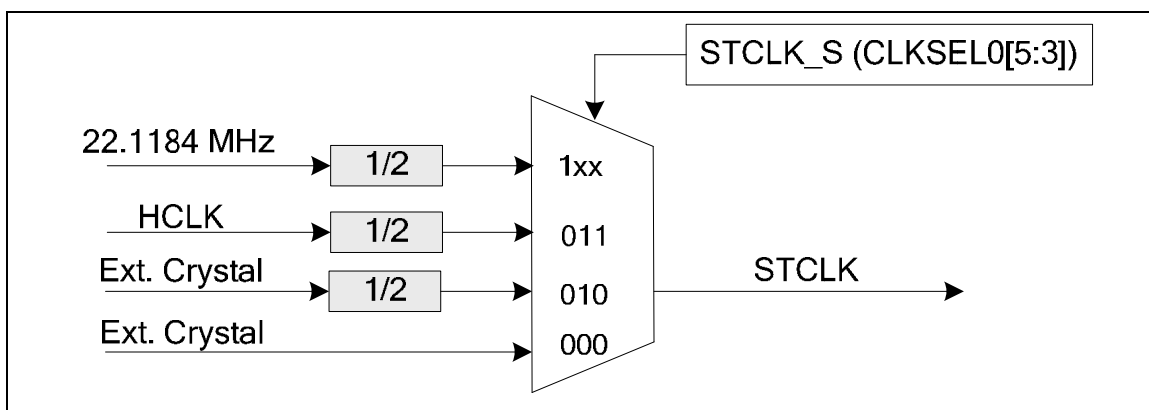 STCLK_S (CLKSEL0[5:3])
22.1184 MHz
1/2
1xx
HCLK
1/2
011
Ext. Crystal
1/2
010
STCLK
Ext. Crystal
000